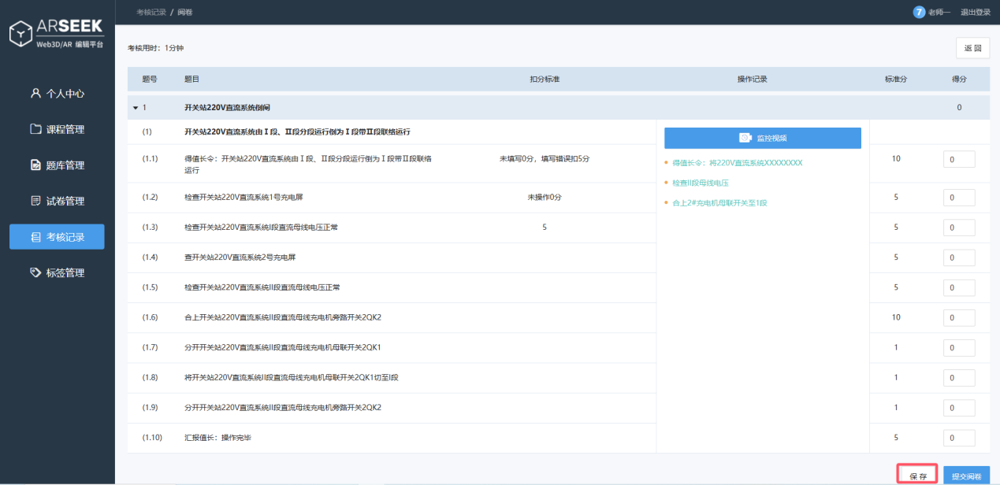 ARSEEK
Web3D/AR 编辑平台
考核记录 / 阅卷
7 老师一 退出登录
个人中心
课程管理
题库管理
试卷管理
考核记录
标签管理
考核用时：1分钟
返回
题号 题目 扣分标准 操作记录 标准分 得分
1 开关站220V直流系统倒闸 0
(1) 开关站220V直流系统由Ⅰ段、Ⅱ段分段运行倒为Ⅰ段带Ⅱ段联络运行
监控视频
(1.1) 得值长令：开关站220V直流系统由Ⅰ段、Ⅱ段分段运行倒为Ⅰ段带Ⅱ段联络 未填写0分，填写错误扣5分 10 0
运行
得值长令：将220V直流系统XXXXXXXX
检查II段母线电压
合上2#充电机母联开关至1段
(1.2) 检查开关站220V直流系统1号充电屏 未操作0分 5 0
(1.3) 检查开关站220V直流系统I段直流母线电压正常 5 5 0
(1.4) 查开关站220V直流系统2号充电屏 5 0
(1.5) 检查开关站220V直流系统II段直流母线电压正常 5 0
(1.6) 合上开关站220V直流系统II段直流母线充电机旁路开关2QK2 10 0
(1.7) 分开开关站220V直流系统II段直流母线充电机母联开关2QK1 1 0
(1.8) 将开关站220V直流系统II段直流母线充电机母联开关2QK1切至I段 1 0
(1.9) 分开开关站220V直流系统II段直流母线充电机旁路开关2QK2 1 0
(1.10) 汇报值长：操作完毕 5 0
保存 提交阅卷